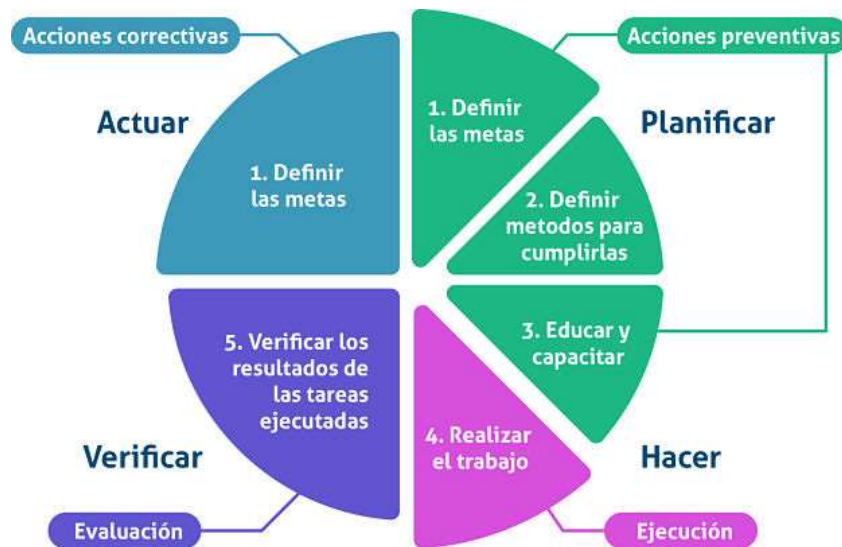 Acciones correctivas
Acciones preventivas
Actuar
Planificar
1. Definir
las metas
1. Definir
las metas
2. Definir
metodos para
cumplirlas
3. Educar y
capacitar
4. Realizar
el trabajo
5. Verificar los
resultados de
las tareas
ejecutadas
Verificar
Hacer
Evaluación
Ejecución